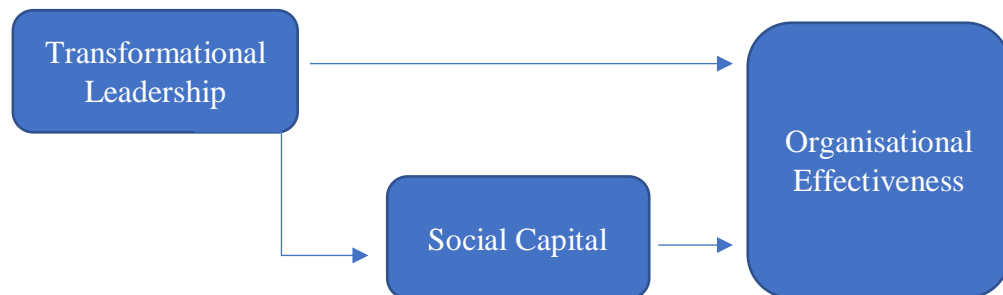 Transformational
Leadership
Organisational
Effectiveness
Social Capital